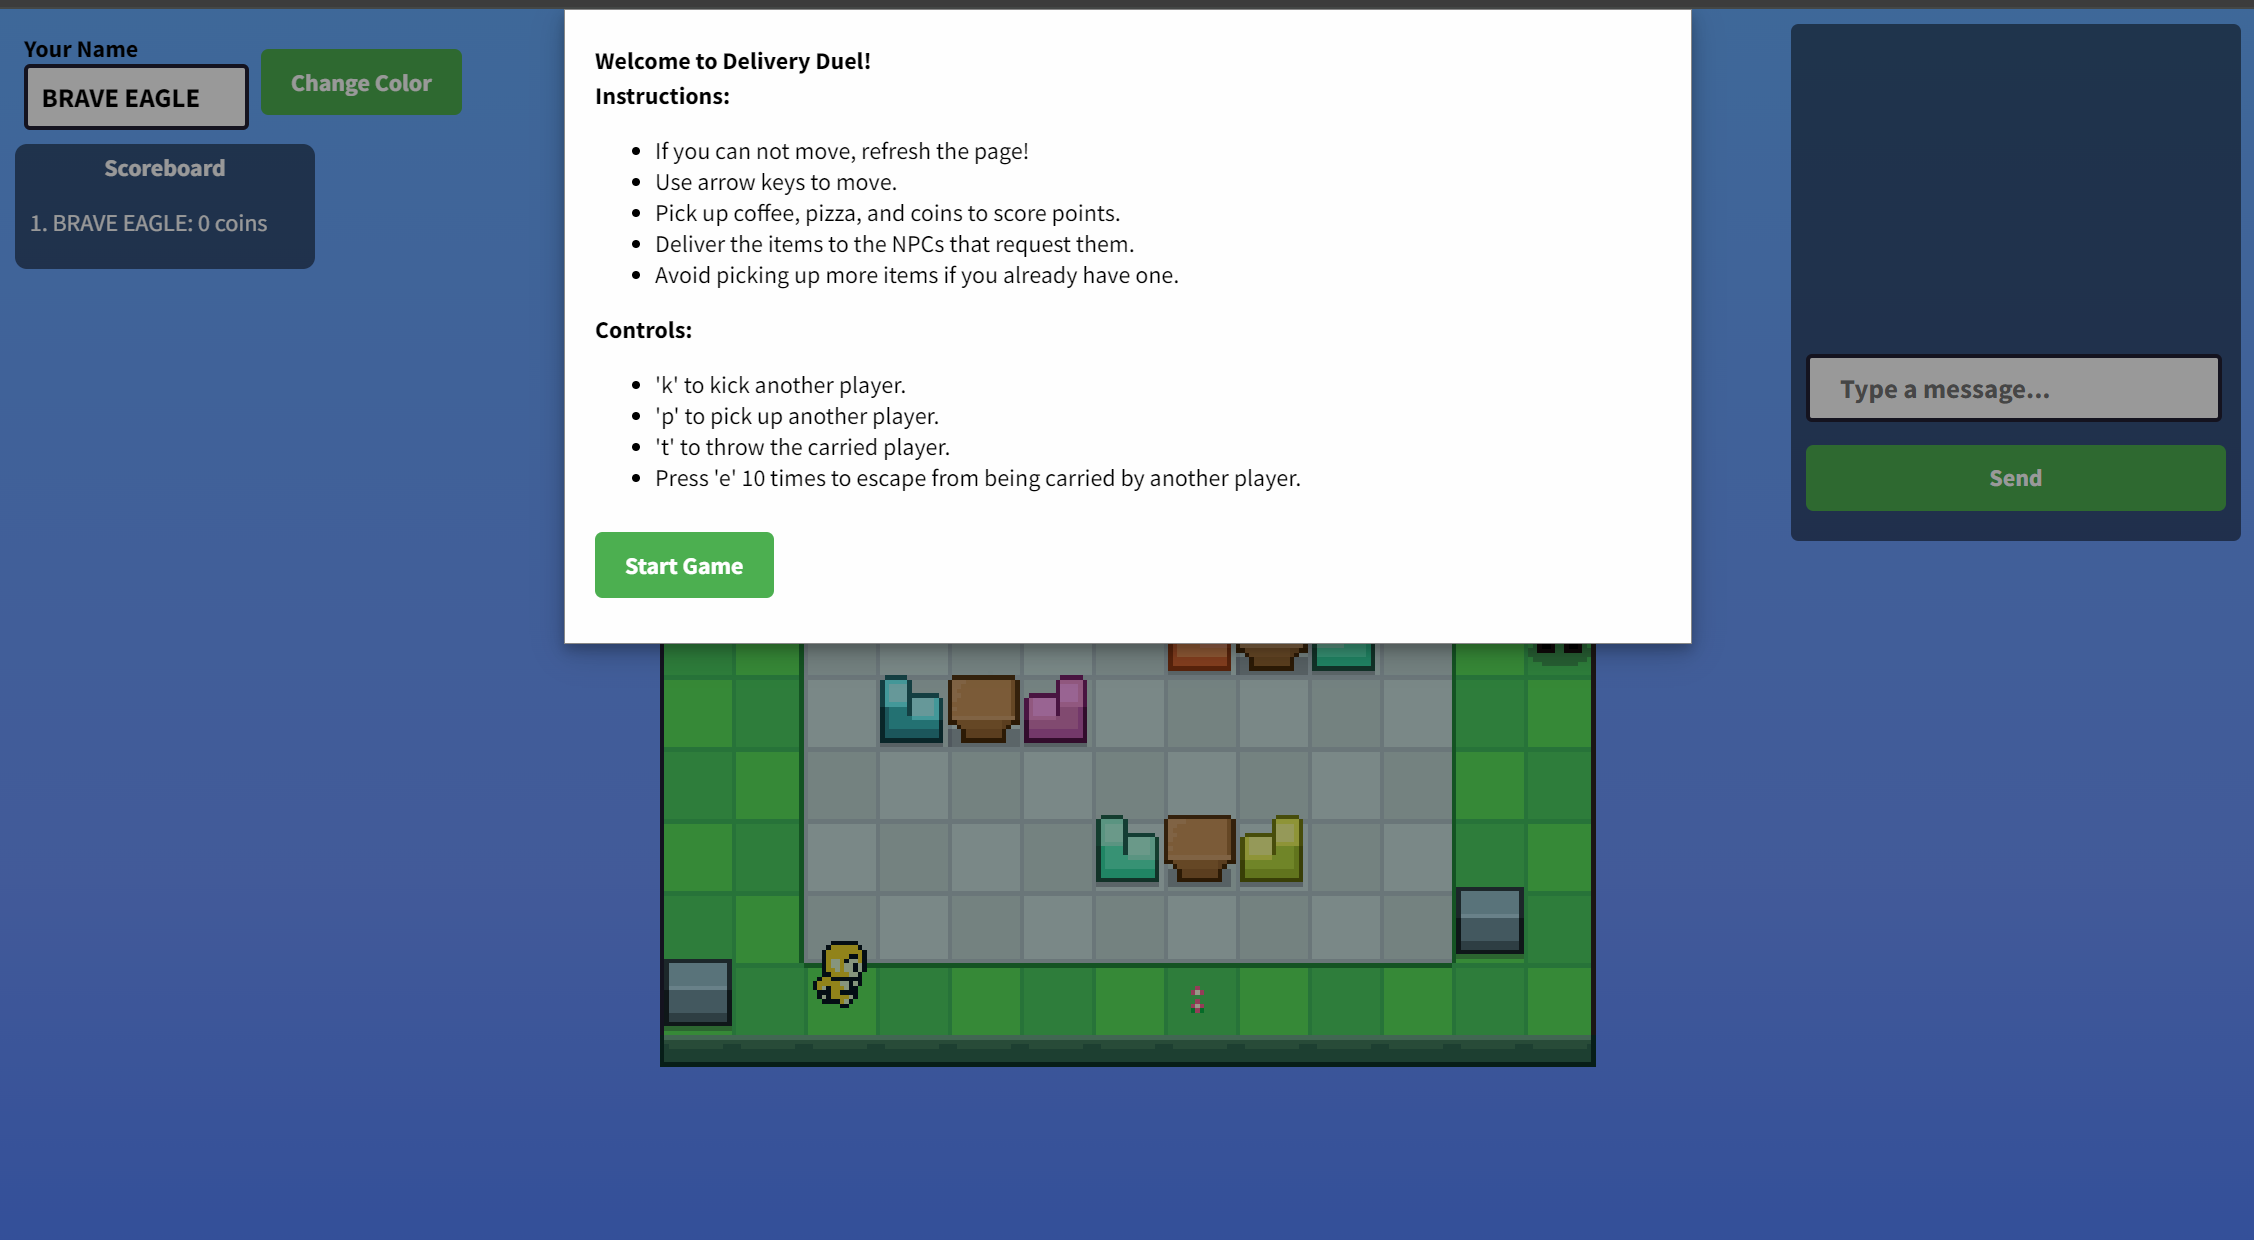 Your Name
BRAVE EAGLE
Change Color
Scoreboard
1. BRAVE EAGLE: 0 coins
Welcome to Delivery Duel!
Instructions:
If you can not move, refresh the page!
Use arrow keys to move.
Pick up coffee, pizza, and coins to score points.
Deliver the items to the NPCs that request them.
Avoid picking up more items if you already have one.
Controls:
'k' to kick another player.
'p' to pick up another player.
't' to throw the carried player.
Press 'e' 10 times to escape from being carried by another player.
Start Game
Type a message...
Send